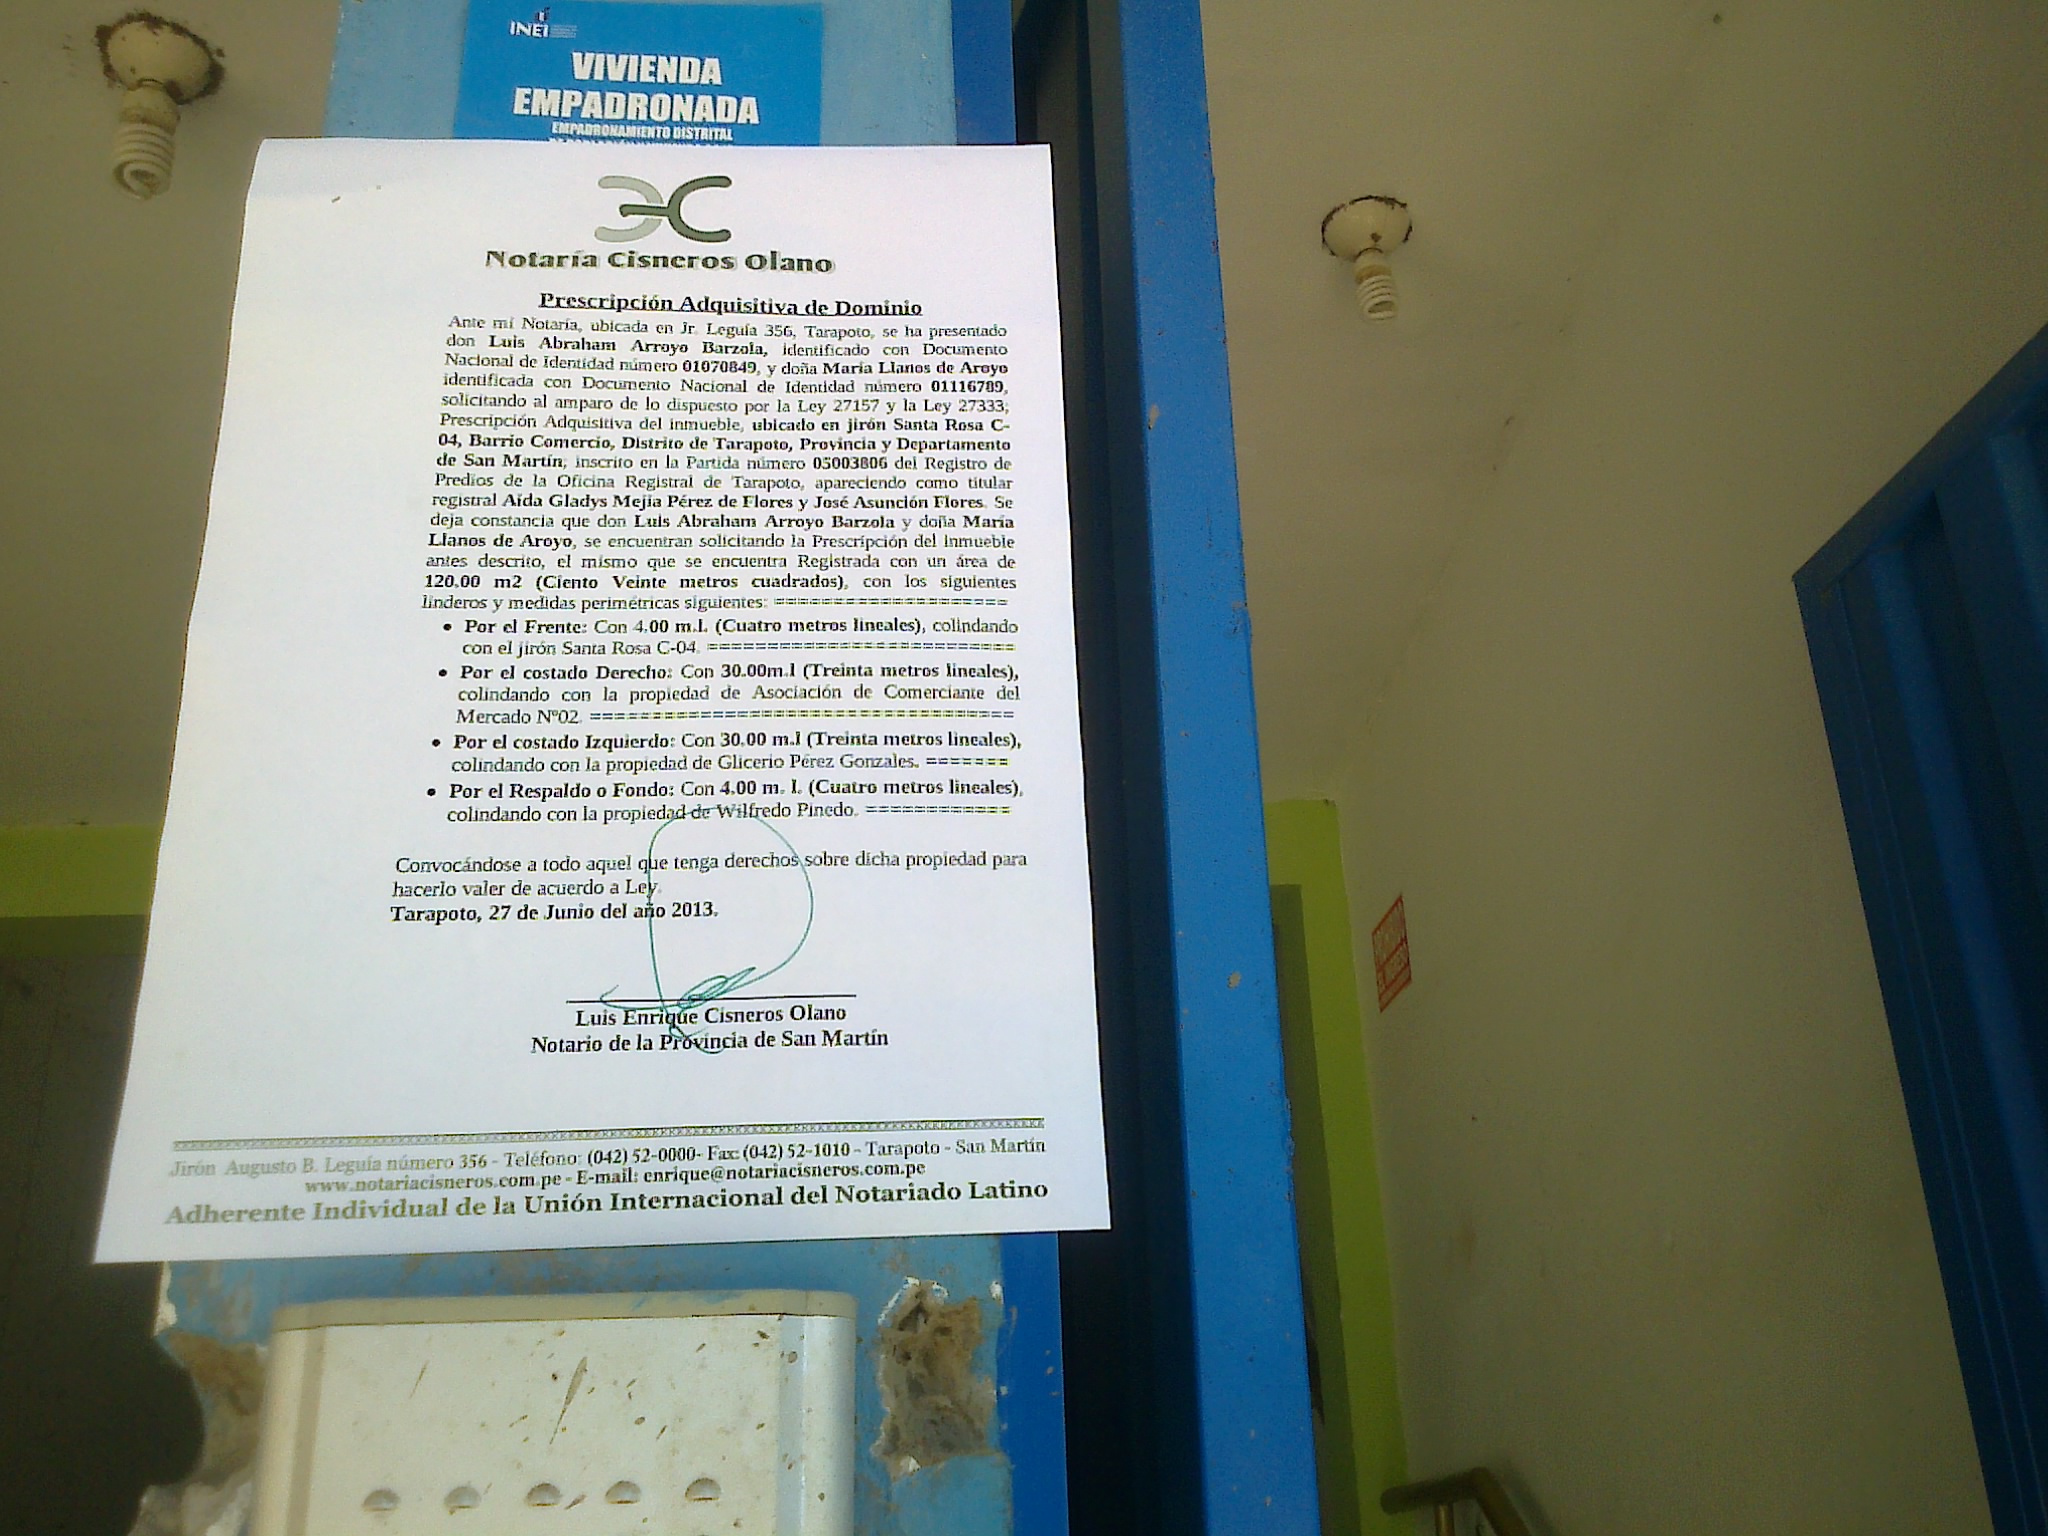 INEI
VIVIENDA
EMPADRONADA
EMPADRONAMIENTO DISTRITAL
Notaría Cisneros Olano
Prescripción Adquisitiva de Dominio
Ante mi Notaría, ubicada en Jr. Leguía 356, Tarapoto, se ha presentado
don Luis Abraham Arroyo Barzola, identificado con Documento
Nacional de Identidad número 01070849, y doña María Llanos de Aroyo
identificada con Documento Nacional de Identidad número 01116789,
solicitando al amparo de lo dispuesto por la Ley 27157 y la Ley 27333;
Prescripción Adquisitiva del inmueble, ubicado en jirón Santa Rosa C-
04, Barrio Comercio, Distrito de Tarapoto, Provincia y Departamento
de San Martín; inscrito en la Partida número 05003806 del Registro de
Predios de la Oficina Registral de Tarapoto, apareciendo como titular
registral Aida Gladys Mejia Pérez de Flores y José Asunción Flores. Se
deja constancia que don Luis Abraham Arroyo Barzola y doña María
Llanos de Aroyo, se encuentran solicitando la Prescripción del inmueble
antes descrito, el mismo que se encuentra Registrada con un área de
120.00 m2 (Ciento Veinte metros cuadrados), con los siguientes
linderos y medidas perimétricas siguientes: ===================
• Por el Frente: Con 4.00 m.l. (Cuatro metros lineales), colindando
con el jirón Santa Rosa C-04. =========================
• Por el costado Derecho: Con 30.00m.l (Treinta metros lineales),
colindando con la propiedad de Asociación de Comerciante del
Mercado Nº02. ==================================
• Por el costado Izquierdo: Con 30.00 m.l (Treinta metros lineales),
colindando con la propiedad de Glicerio Pérez Gonzales. =======
• Por el Respaldo o Fondo: Con 4.00 m. l. (Cuatro metros lineales),
colindando con la propiedad de Wilfredo Pinedo. ============
Convocándose a todo aquel que tenga derechos sobre dicha propiedad para
hacerlo valer de acuerdo a Ley.
Tarapoto, 27 de Junio del año 2013.
Luis Enrique Cisneros Olano
Notario de la Provincia de San Martín
Jirón Augusto B. Leguía número 356 - Teléfono: (042) 52-0000- Fax: (042) 52-1010 - Tarapoto - San Martín
www.notariacisneros.com.pe - E-mail: enrique@notariacisneros.com.pe
Adherente Individual de la Unión Internacional del Notariado Latino